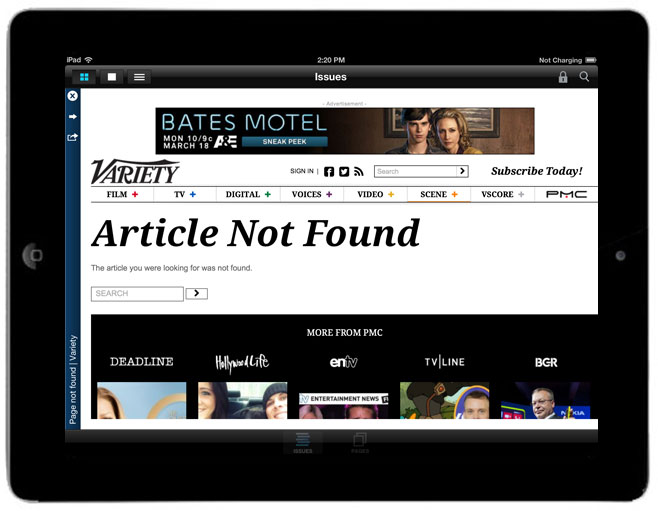 iPad 2:20 PM Not Charging
Issues
- Advertisement -
BATES MOTEL
MON 10/9c
MARCH 18 A&E SNEAK PEEK
VARIETY SIGN IN | Search Subscribe Today!
FILM + TV + DIGITAL + VOICES + VIDEO + SCENE + VSCORE + PMC
Article Not Found
The article you were looking for was not found.
SEARCH
MORE FROM PMC
DEADLINE HollywoodLife entv TV|LINE BGR
ENTERTAINMENT NEWS
NOKIA
Page not found | Variety
ISSUES PAGES